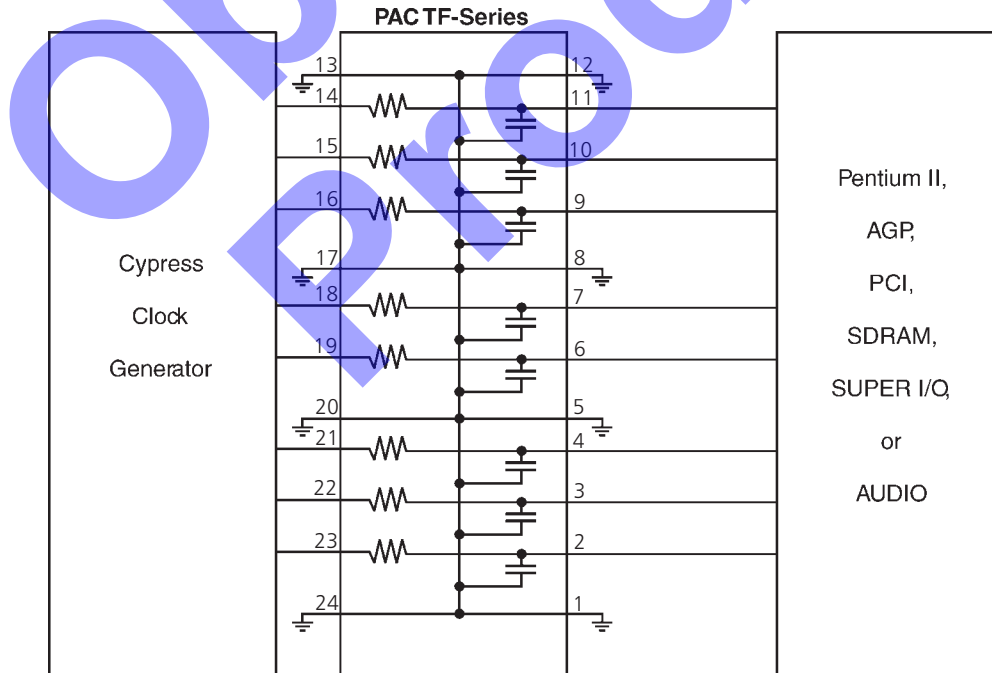 PAC TF-Series
13 12
14 11
15 10
16 9
17 8
18 7
19 6
20 5
21 4
22 3
23 2
24 1
Cypress
Clock
Generator
Pentium II,
AGP,
PCI,
SDRAM,
SUPER I/O,
or
AUDIO